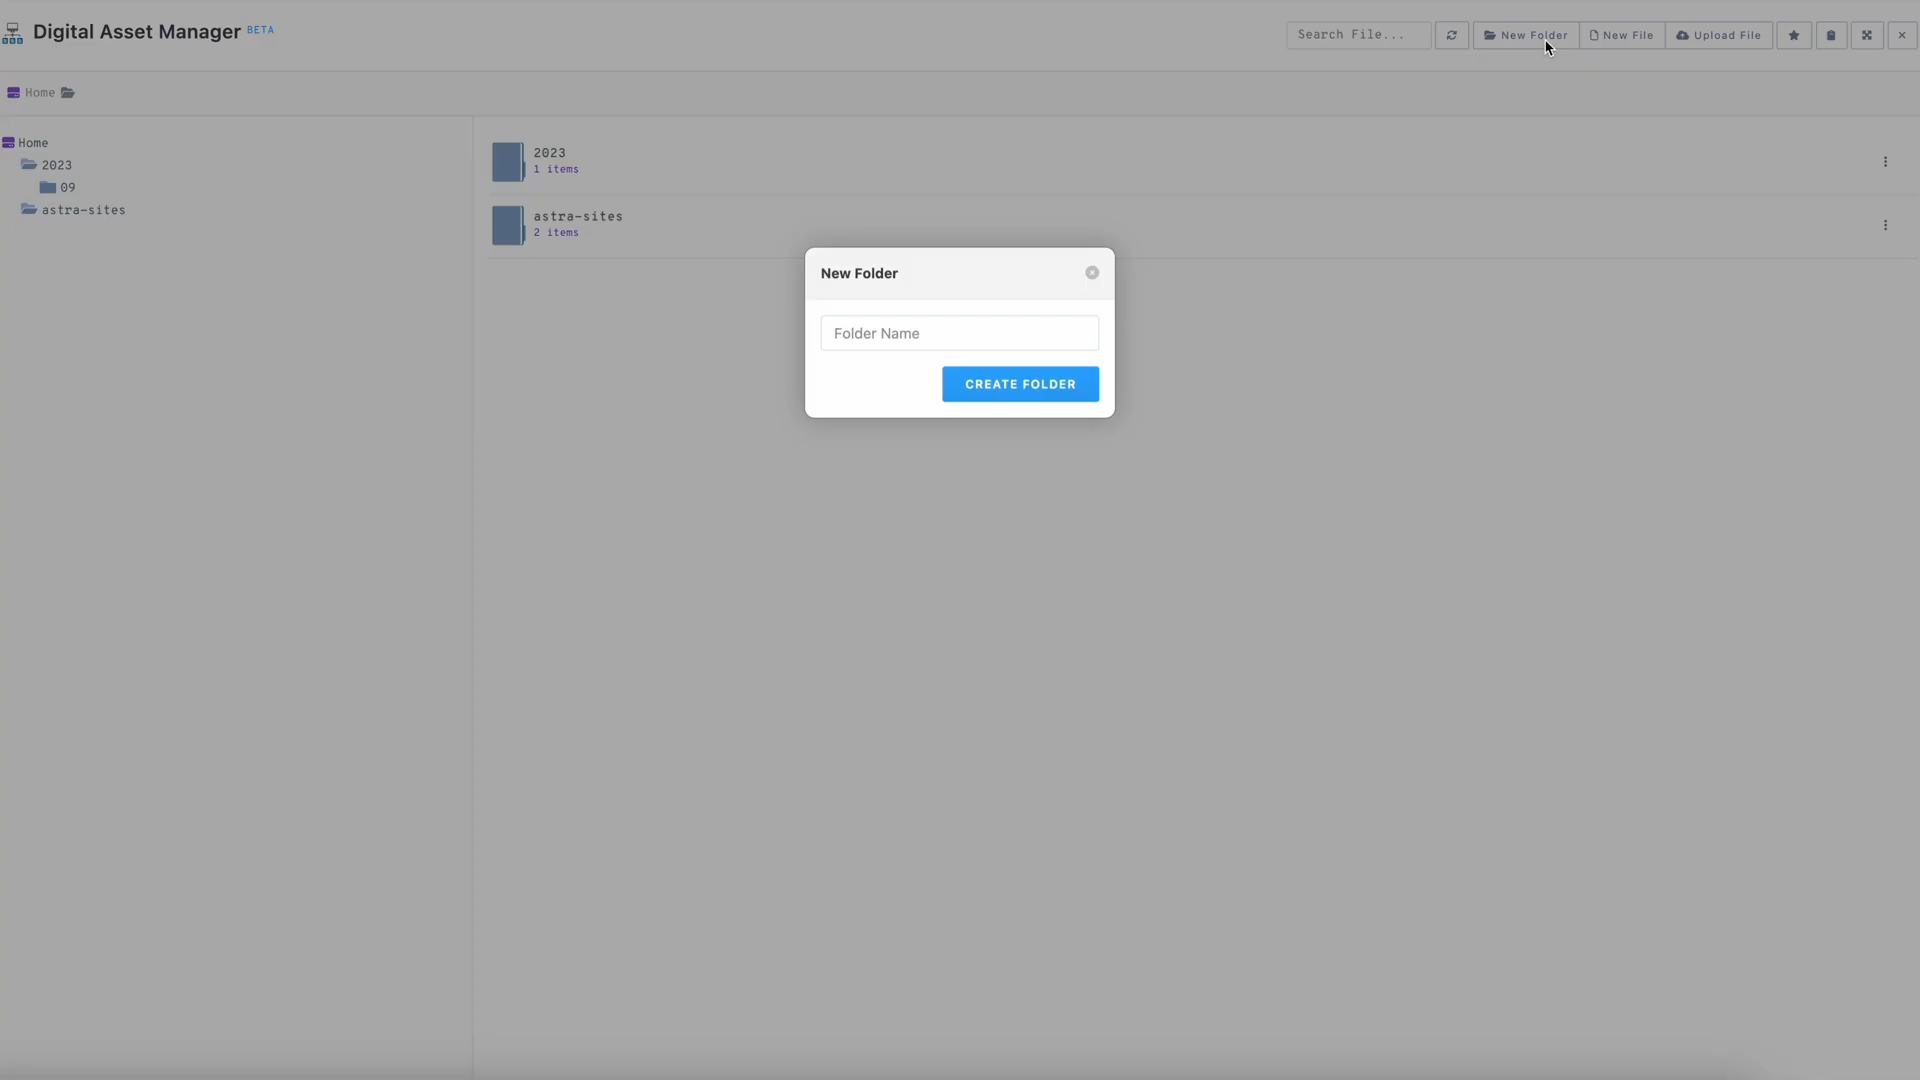 Digital Asset Manager BETA
Search File...
New Folder
New File
Upload File
Home
Home
2023
09
astra-sites
2023
1 items
astra-sites
2 items
New Folder
Folder Name
CREATE FOLDER